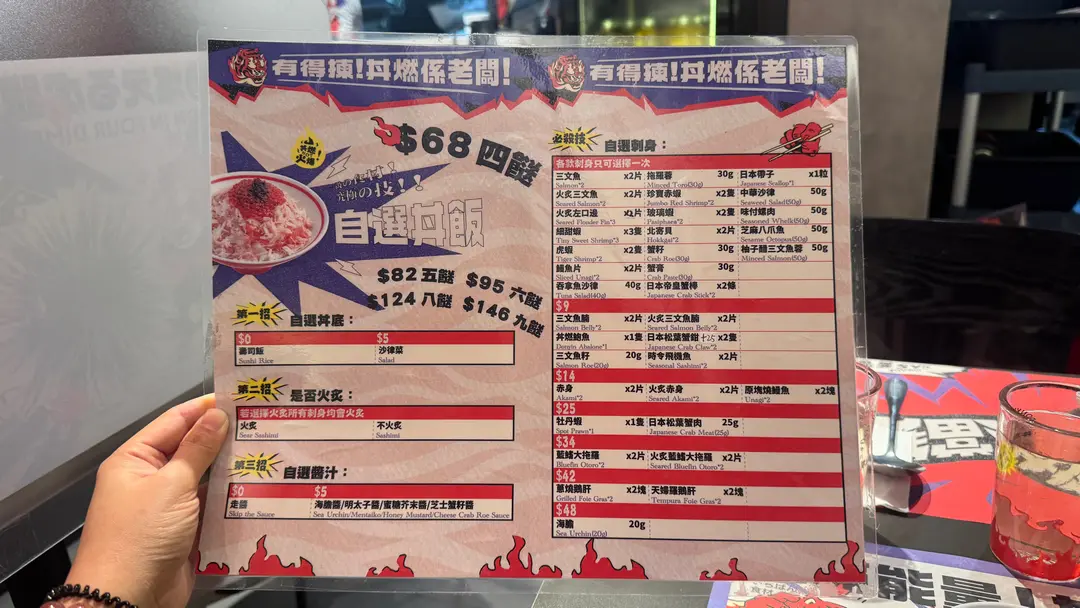 有得揀!丼燃係老闆!
有得揀!丼燃係老闆!
丼燃
火爆
究極の技!!
$68 四餸
自選丼飯
$82 五餸 $95 六餸
$124 八餸 $146 九餸
第一招 自選丼底：
$0 $5
壽司飯 沙律菜
Sushi Rice Salad
第二招 是否火炙：
若選擇火炙所有刺身均會火炙
火炙 不火炙
Sear Sashimi Sashimi
第三招 自選醬汁：
$0 $5
走醬 海膽醬/明太子醬/蜜糖芥末醬/芝士蟹籽醬
Skip the Sauce Sea Urchin/Mentaiko/Honey Mustard/Cheese Crab Roe Sauce
必殺技 自選刺身：
各款刺身只可選擇一次
三文魚 x2片 拖羅蓉 30g 日本帶子 x1粒
Salmon*2 Minced Toro(30g) Japanese Scallop*1
火炙三文魚 x2片 珍寶赤蝦 x2隻 中華沙律 50g
Seared Salmon*2 Jumbo Red Shrimp*2 Seaweed Salad(50g)
火炙左口邊 x2片 玻璃蝦 x2隻 味付螺肉 50g
Seared Flouder Fin*3 Pasiphaea*2 Seasoned Whelk(50g)
細甜蝦 x3隻 北寄貝 x2片 芝麻八爪魚 50g
Tiny Sweet Shrimp*3 Hokkgai*2 Sesame Octopus(50g)
虎蝦 x2隻 蟹籽 30g 柚子醋三文魚蓉 50g
Tiger Shrimp*2 Crab Roe(30g) Minced Salmon(50g)
鰻魚片 x2片 蟹膏 30g
Sliced Unagi*2 Crab Paste(30g)
吞拿魚沙律 40g 日本帝皇蟹棒 x2條
Tuna Salad(40g) Japanese Crab Stick*2
$9
三文魚腩 x2片 火炙三文魚腩 x2片
Salmon Belly*2 Seared Salmon Belly*2
丼燃鮑魚 x1隻 日本松葉蟹鉗 +25 x2隻
Donyin Abalone*1 Japanese Crab Claw*2
三文魚籽 20g 時令飛機魚 x2片
Salmon Roe(20g) Seasonal Sashimi*2
$14
赤身 x2片 火炙赤身 x2片 原塊燒鰻魚 x2塊
Akami*2 Seared Akami*2 Unagi*2
$25
牡丹蝦 x1隻 日本松葉蟹肉 25g
Spot Prawn*1 Japanese Crab Meat(25g)
$34
藍鰭大拖羅 x2片 火炙藍鰭大拖羅 x2片
Bluefin Otoro*2 Seared Bluefin Otoro*2
$42
蔥燒鵝肝 x2塊 天婦羅鵝肝 x2塊
Grilled Foie Gras*2 Tempura Foie Gras*2
$48
海膽 20g
Sea Urchin(20g)